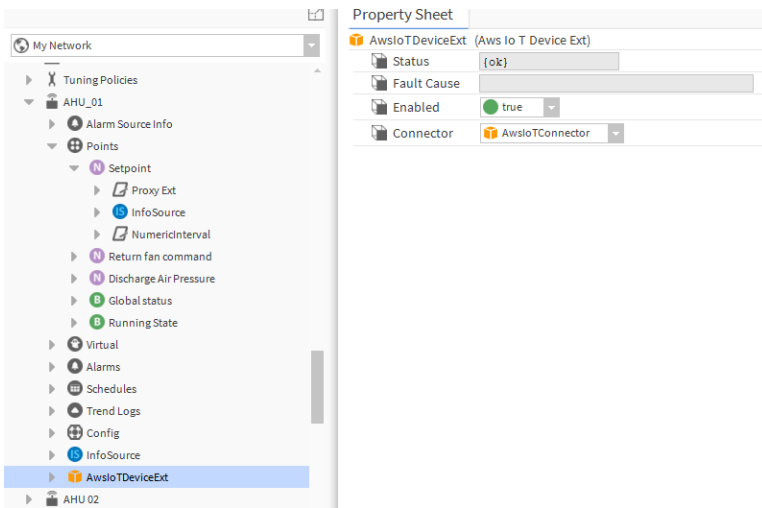 My Network
Tuning Policies
AHU_01
Alarm Source Info
Points
N Setpoint
Proxy Ext
IS InfoSource
NumericInterval
N Return fan command
N Discharge Air Pressure
B Global status
B Running State
Virtual
Alarms
Schedules
Trend Logs
Config
IS InfoSource
AwsIoTDeviceExt
AHU 02
Property Sheet
AwsIoTDeviceExt (Aws Io T Device Ext)
Status {ok}
Fault Cause
Enabled true
Connector AwsIoTConnector